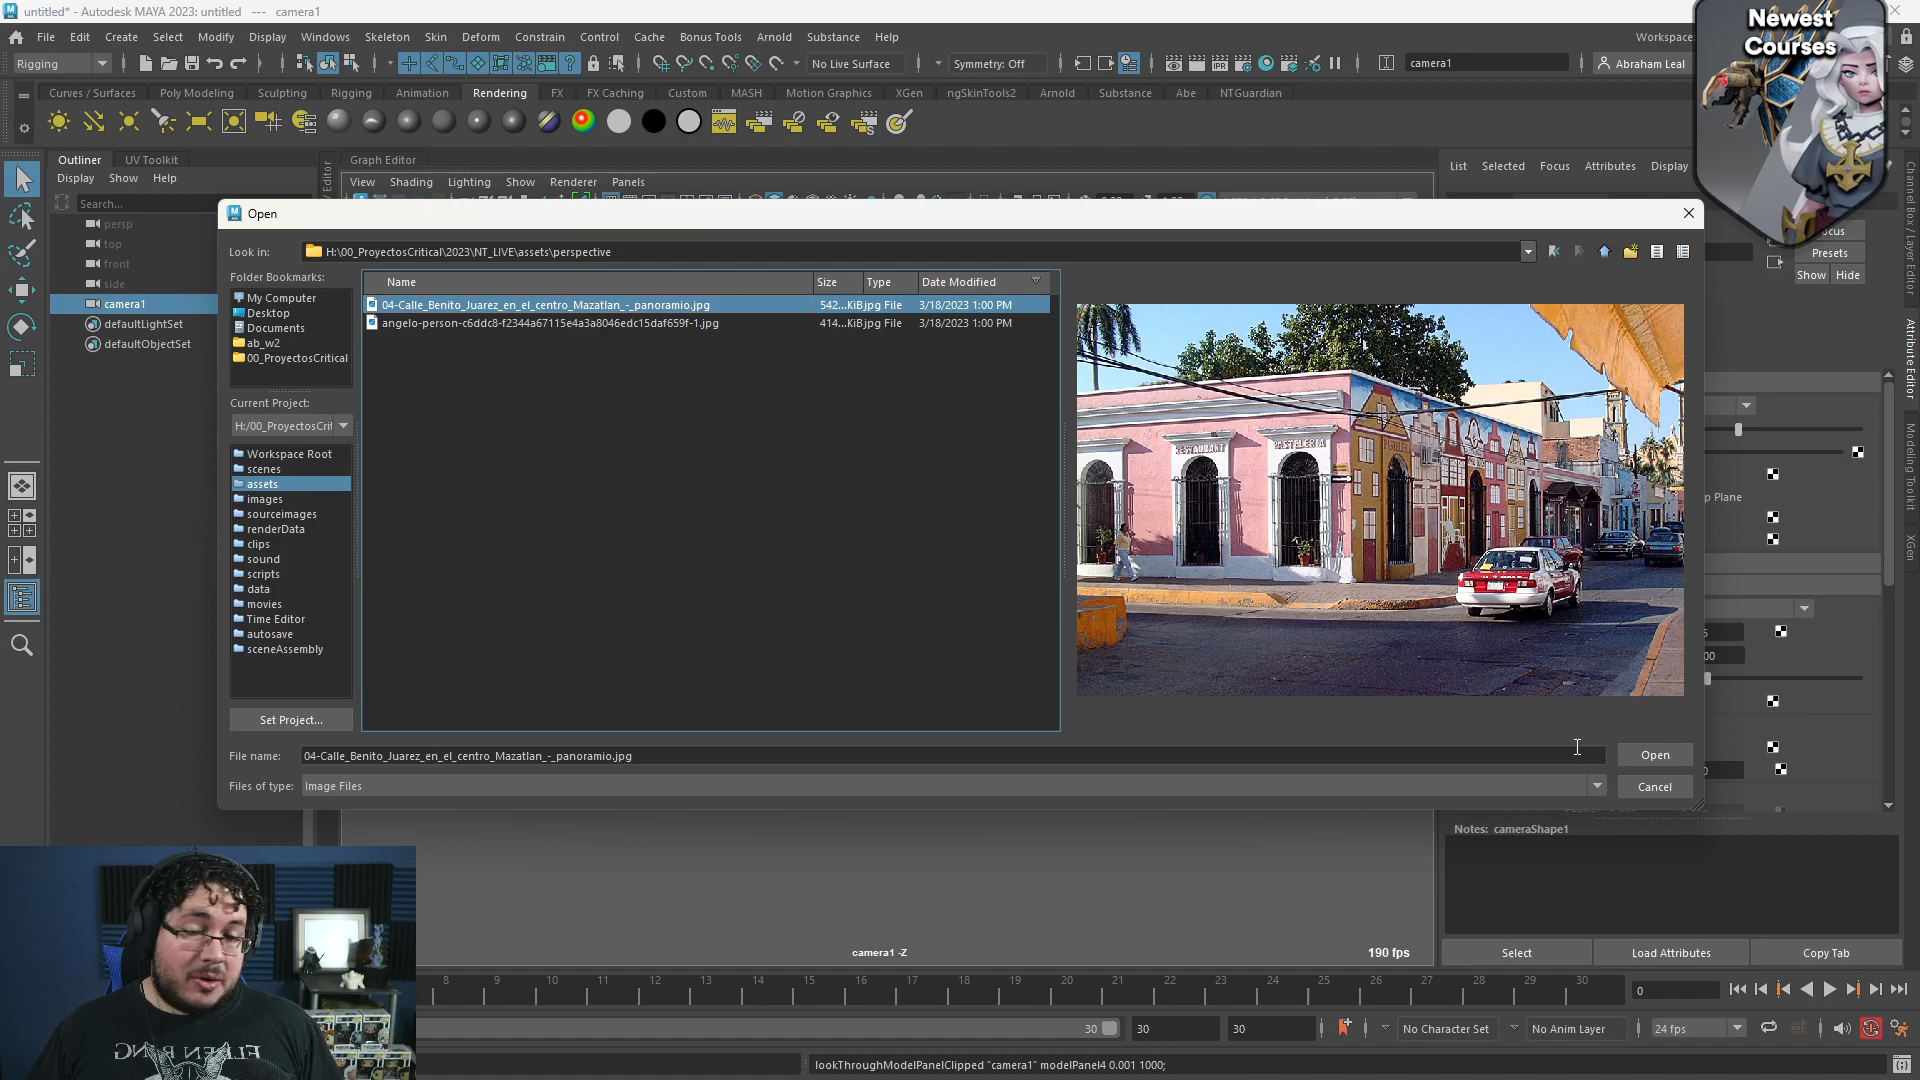 untitled* - Autodesk MAYA 2023: untitled --- camera1
Newest
Courses
File Edit Create Select Modify Display Windows Skeleton Skin Deform Constrain Control Cache Bonus Tools Arnold Substance Help
Workspace:
Rigging
No Live Surface
Symmetry: Off
camera1
Abraham Leal
Curves / Surfaces Poly Modeling Sculpting Rigging Animation Rendering FX FX Caching Custom MASH Motion Graphics XGen ngSkinTools2 Arnold Substance Abe NTGuardian
Outliner UV Toolkit
Graph Editor
List Selected Focus Attributes Display
Display Show Help
View Shading Lighting Show Renderer Panels
Search...
persp
top
front
side
camera1
defaultLightSet
defaultObjectSet
Open
Look in: H:\00_ProyectosCritical\2023\NT_LIVE\assets\perspective
Folder Bookmarks:
My Computer
Desktop
Documents
ab_w2
00_ProyectosCritical
Current Project:
H:/00_ProyectosCrit
Workspace Root
scenes
assets
images
sourceimages
renderData
clips
sound
scripts
data
movies
Time Editor
autosave
sceneAssembly
Set Project...
Name Size Type Date Modified
04-Calle_Benito_Juarez_en_el_centro_Mazatlan_-_panoramio.jpg 542...KiB jpg File 3/18/2023 1:00 PM
angelo-person-c6ddc8-f2344a67115e4a3a8046edc15daf659f-1.jpg 414...KiB jpg File 3/18/2023 1:00 PM
RESTAURANT
PASTELERIA
File name: 04-Calle_Benito_Juarez_en_el_centro_Mazatlan_-_panoramio.jpg
Open
Files of type: Image Files
Cancel
ocus
Presets
Show Hide
p Plane
Channel Box / Layer Editor
Attribute Editor
Modeling Toolkit
XGen
Notes: cameraShape1
Select Load Attributes Copy Tab
camera1 -Z
190 fps
8 9 10 11 12 13 14 15 16 17 18 19 20 21 22 23 24 25 26 27 28 29 30
0
30
30
30
No Character Set
No Anim Layer
24 fps
lookThroughModelPanelClipped "camera1" modelPanel4 0.001 1000;